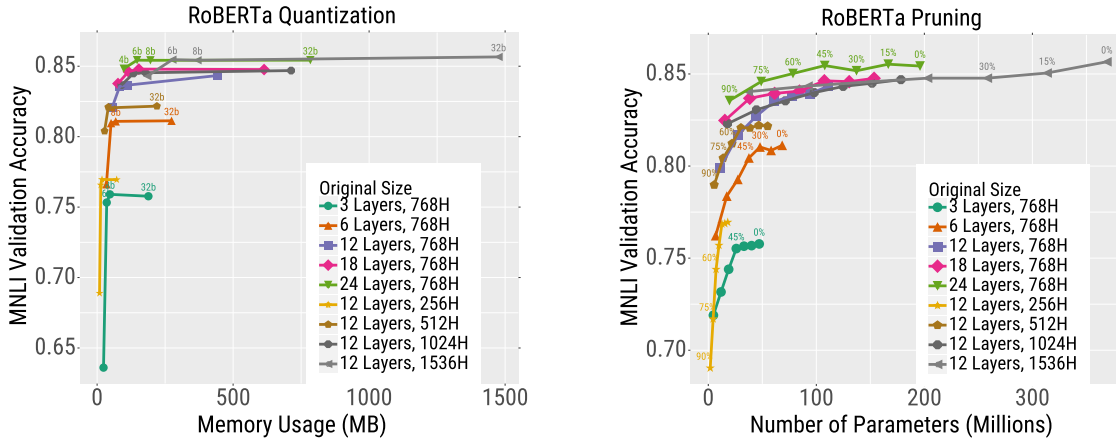 RoBERTa Quantization
MNLI Validation Accuracy
0.85
0.80
0.75
0.70
0.65
4b
6b
8b
6b
8b
32b
32b
32b
6b
32b
32b
Original Size
3 Layers, 768H
6 Layers, 768H
12 Layers, 768H
18 Layers, 768H
24 Layers, 768H
12 Layers, 256H
12 Layers, 512H
12 Layers, 1024H
12 Layers, 1536H
0
500
1000
1500
Memory Usage (MB)
RoBERTa Pruning
MNLI Validation Accuracy
0.85
0.80
0.75
0.70
90%
75%
60%
45%
30%
15%
0%
60%
30%
15%
0%
60%
75%
90%
45%
30%
0%
45%
0%
60%
75%
90%
Original Size
3 Layers, 768H
6 Layers, 768H
12 Layers, 768H
18 Layers, 768H
24 Layers, 768H
12 Layers, 256H
12 Layers, 512H
12 Layers, 1024H
12 Layers, 1536H
0
100
200
300
Number of Parameters (Millions)